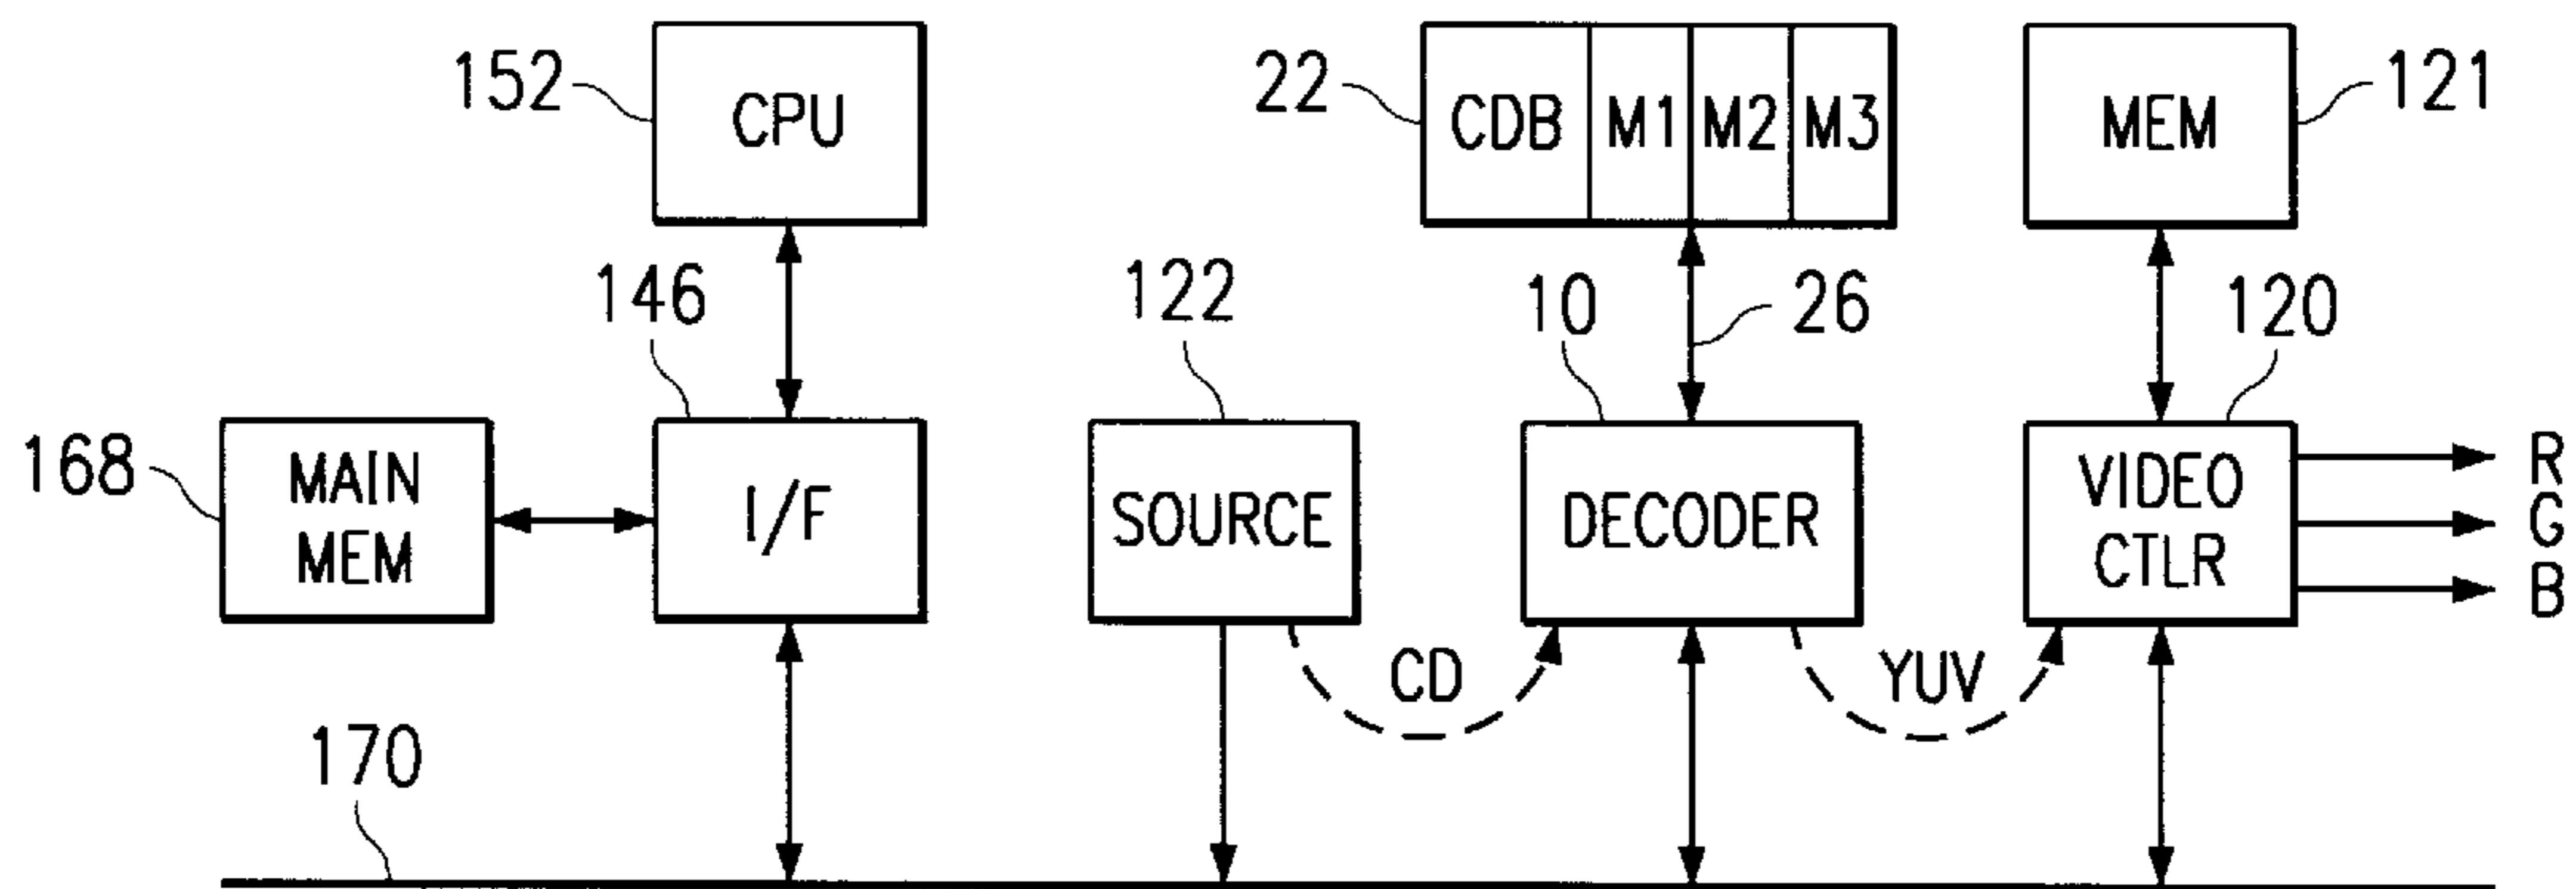 152
CPU
22
CDB M1 M2 M3
MEM
121
146
122
10
26
120
168
MAIN
MEM
I/F
SOURCE
DECODER
VIDEO
CTLR
R
G
B
CD
YUV
170